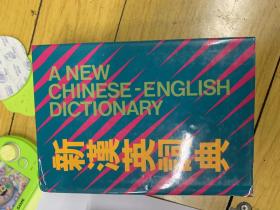 A NEW
CHINESE-ENGLISH
DICTIONARY
新漢英詞典